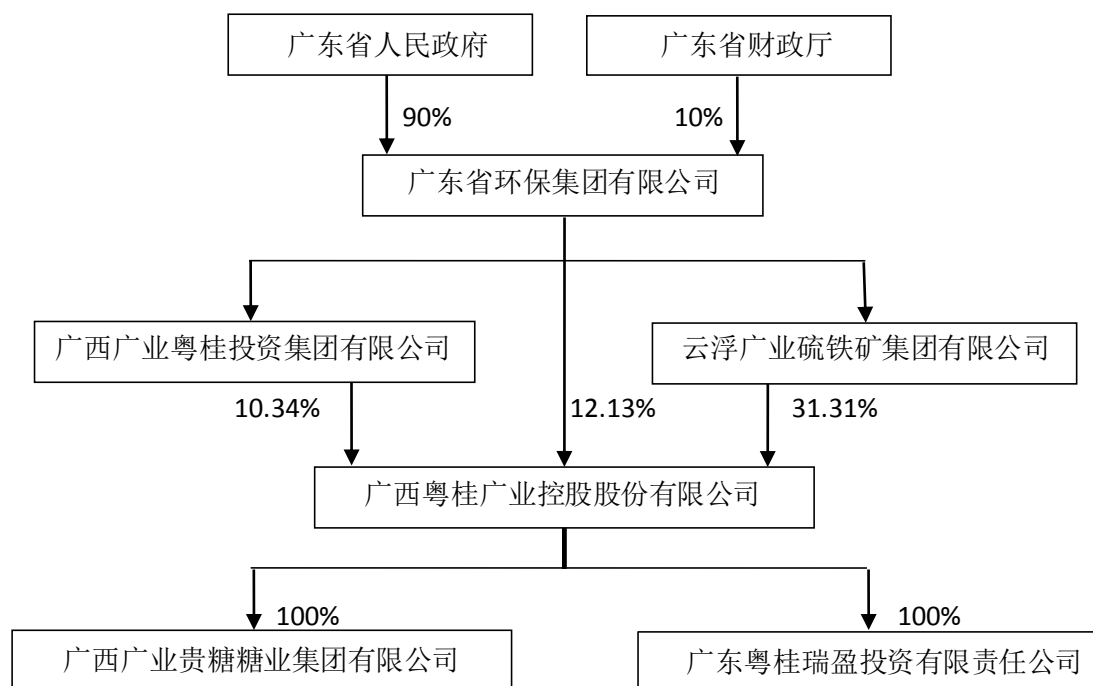 广东省人民政府
广东省财政厅
90%
10%
广东省环保集团有限公司
广西广业粤桂投资集团有限公司
云浮广业硫铁矿集团有限公司
10.34%
12.13%
31.31%
广西粤桂广业控股股份有限公司
100%
100%
广西广业贵糖糖业集团有限公司
广东粤桂瑞盈投资有限责任公司